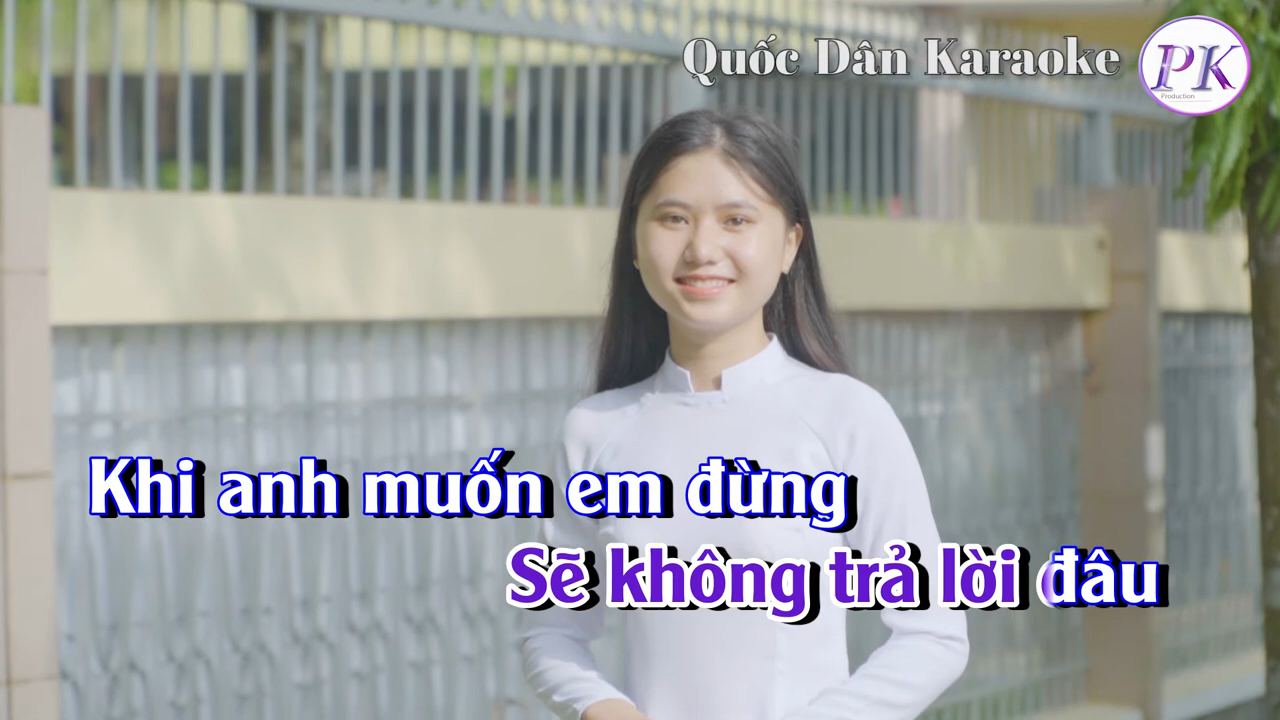 Quốc Dân Karaoke
PK
Production
Khi anh muốn em đừng
Sẽ không trả lời đâu